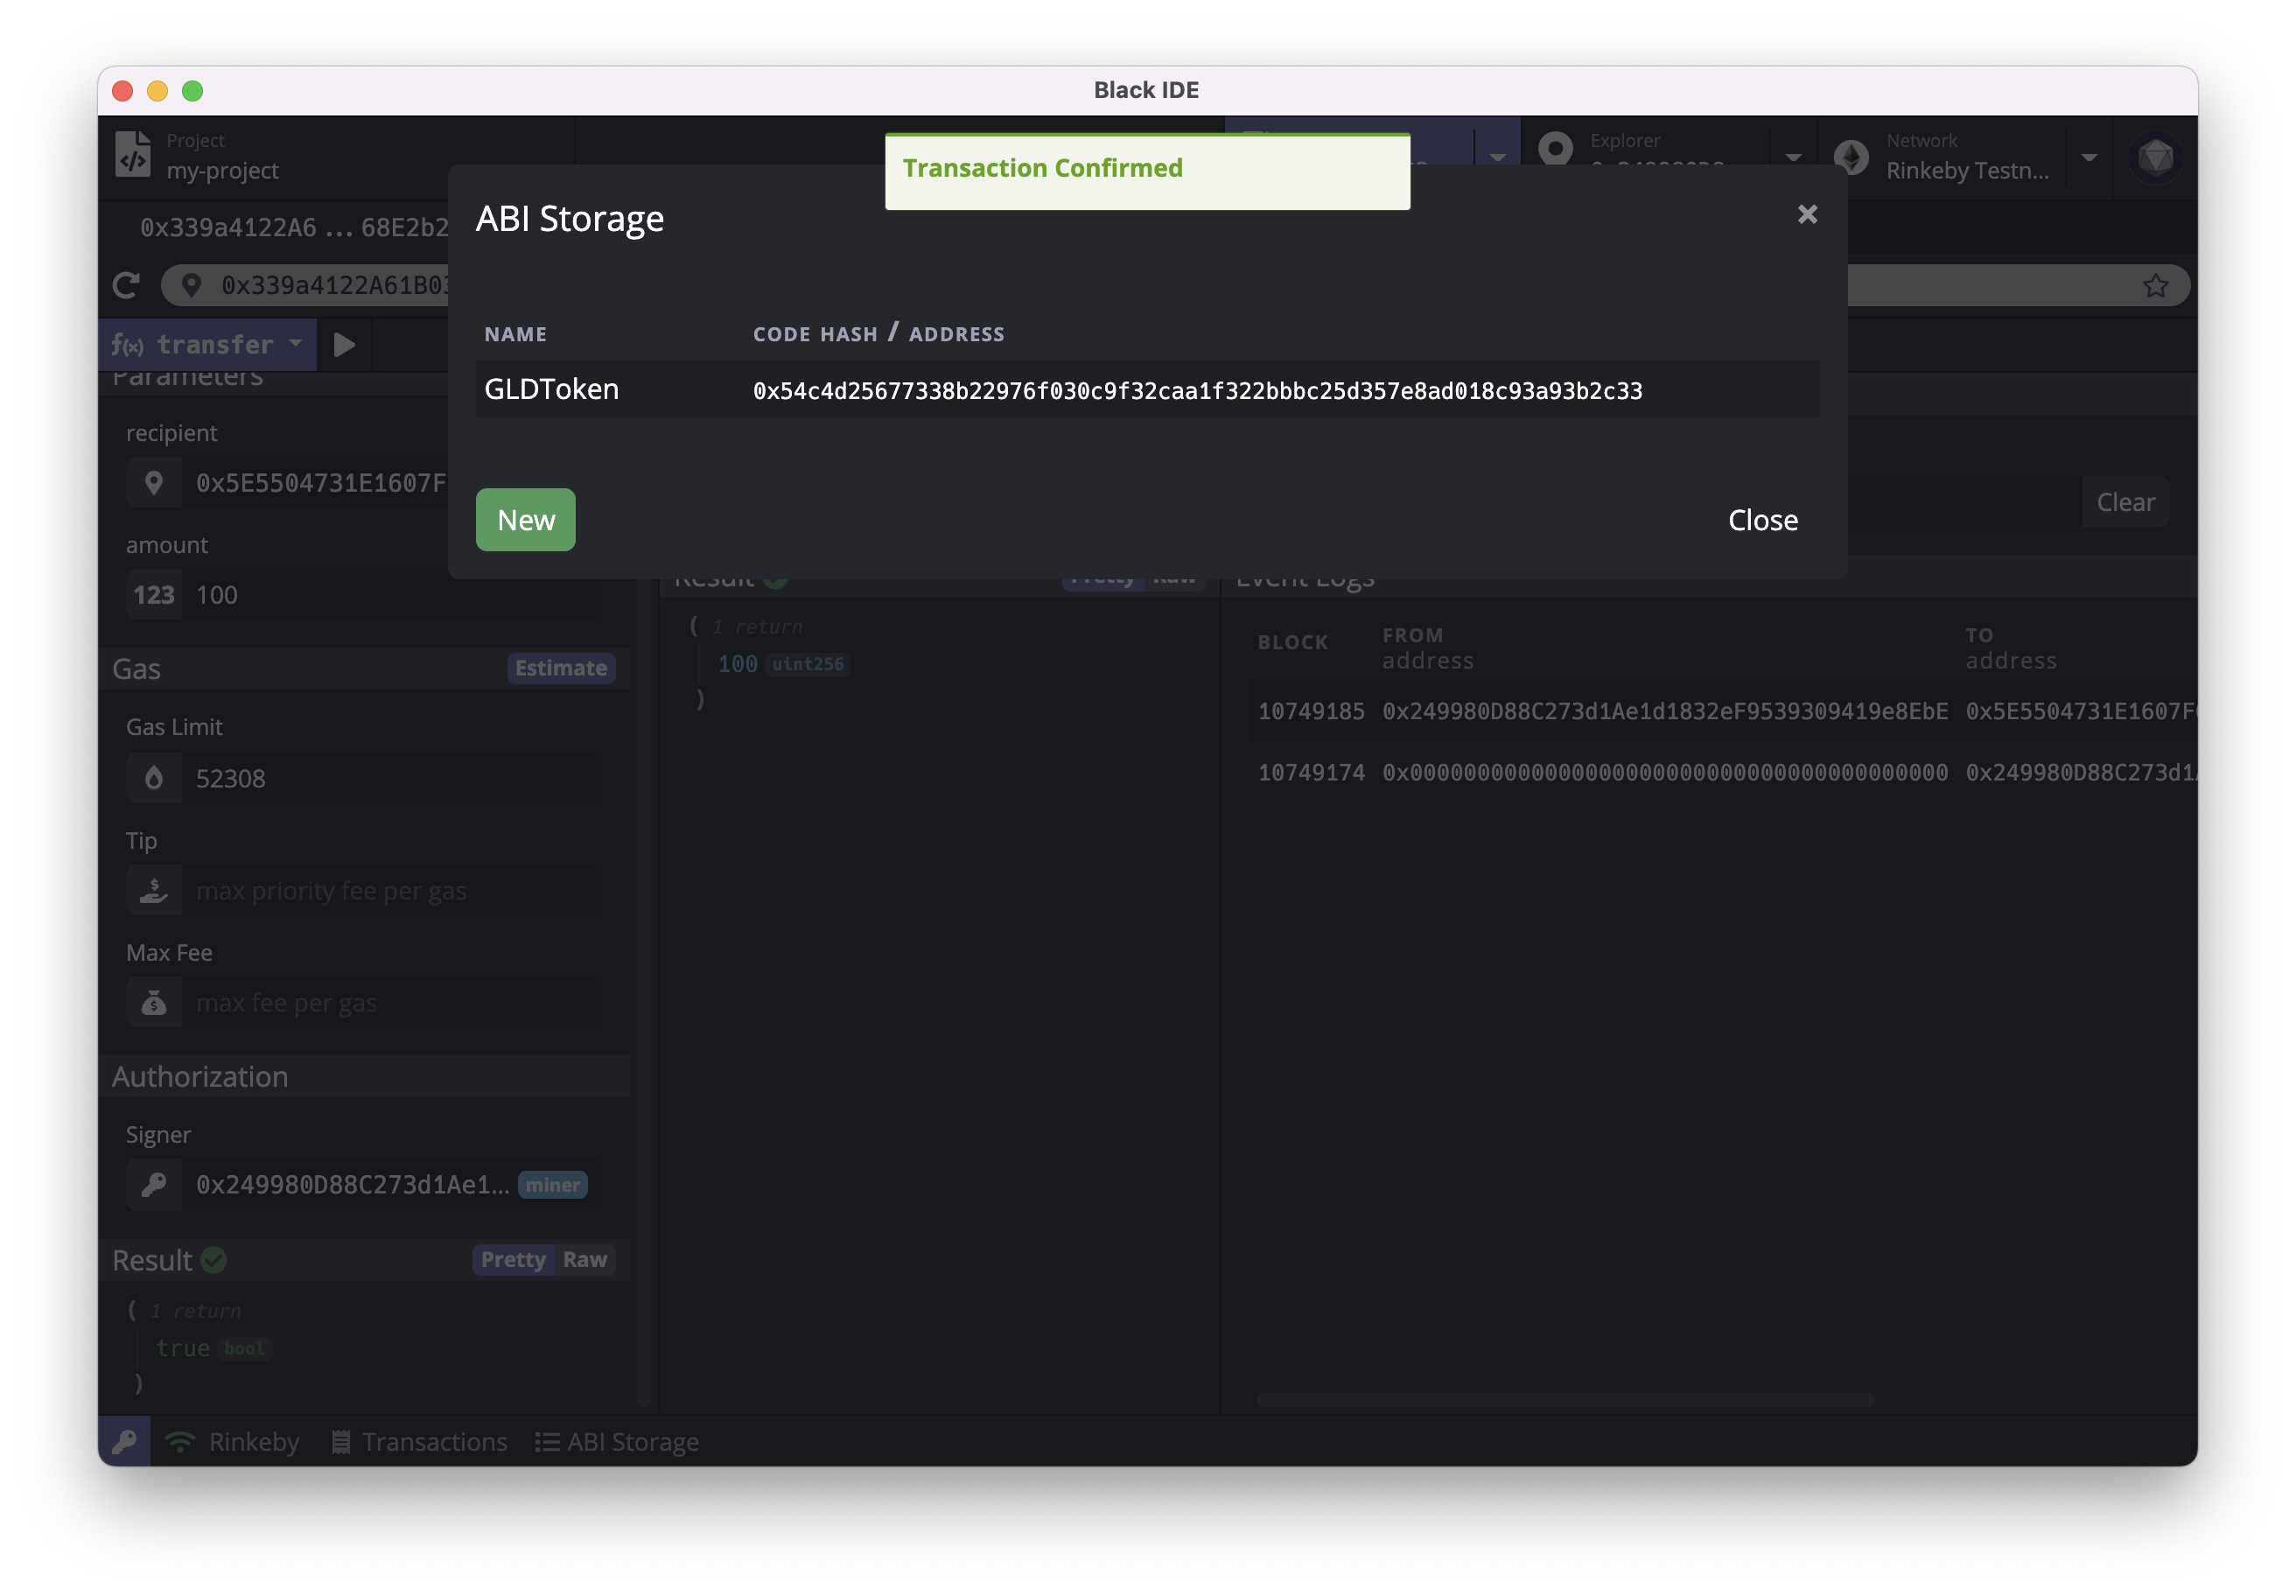 Black IDE
Project
my-project
Transaction Confirmed
Explorer
Network
Rinkeby Testn...
0x339a4122A6 ... 68E2b2
ABI Storage
0x339a4122A61B03
f(x) transfer
NAME
CODE HASH / ADDRESS
GLDToken
0x54c4d25677338b22976f030c9f32caa1f322bbbc25d357e8ad018c93a93b2c33
New
Close
Parameters
recipient
0x5E5504731E1607F
amount
123 100
Gas
Estimate
Gas Limit
52308
Tip
max priority fee per gas
Max Fee
max fee per gas
Authorization
Signer
0x249980D88C273d1Ae1... miner
Result
Pretty Raw
( 1 return
true bool
)
Clear
Result
Pretty Raw
( 1 return
100 uint256
)
Event Logs
BLOCK
FROM
address
TO
address
10749185 0x249980D88C273d1Ae1d1832eF9539309419e8EbE 0x5E5504731E1607F
10749174 0x0000000000000000000000000000000000000000 0x249980D88C273d1
Rinkeby
Transactions
ABI Storage